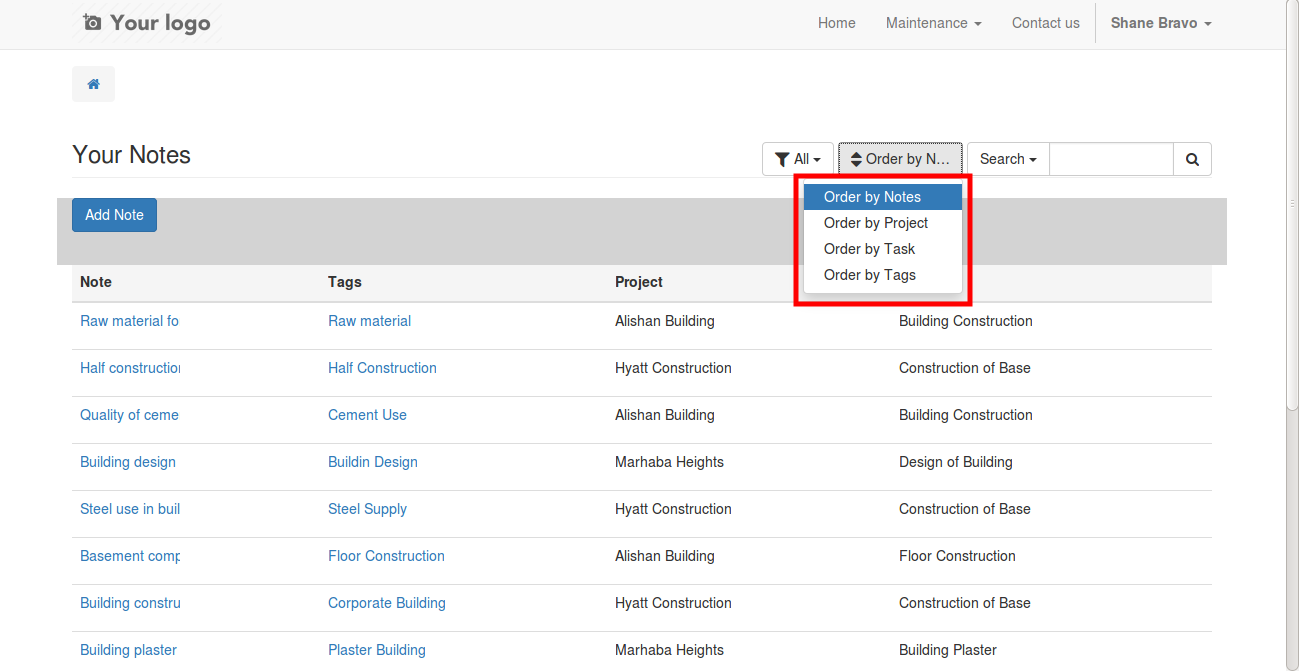 Your logo Home Maintenance Contact us Shane Bravo
Your Notes All Order by N... Search
Order by Notes
Order by Project
Order by Task
Order by Tags
Add Note
Note Tags Project
Raw material fo Raw material Alishan Building Building Construction
Half construction Half Construction Hyatt Construction Construction of Base
Quality of ceme Cement Use Alishan Building Building Construction
Building design Buildin Design Marhaba Heights Design of Building
Steel use in buil Steel Supply Hyatt Construction Construction of Base
Basement comp Floor Construction Alishan Building Floor Construction
Building constru Corporate Building Hyatt Construction Construction of Base
Building plaster Plaster Building Marhaba Heights Building Plaster